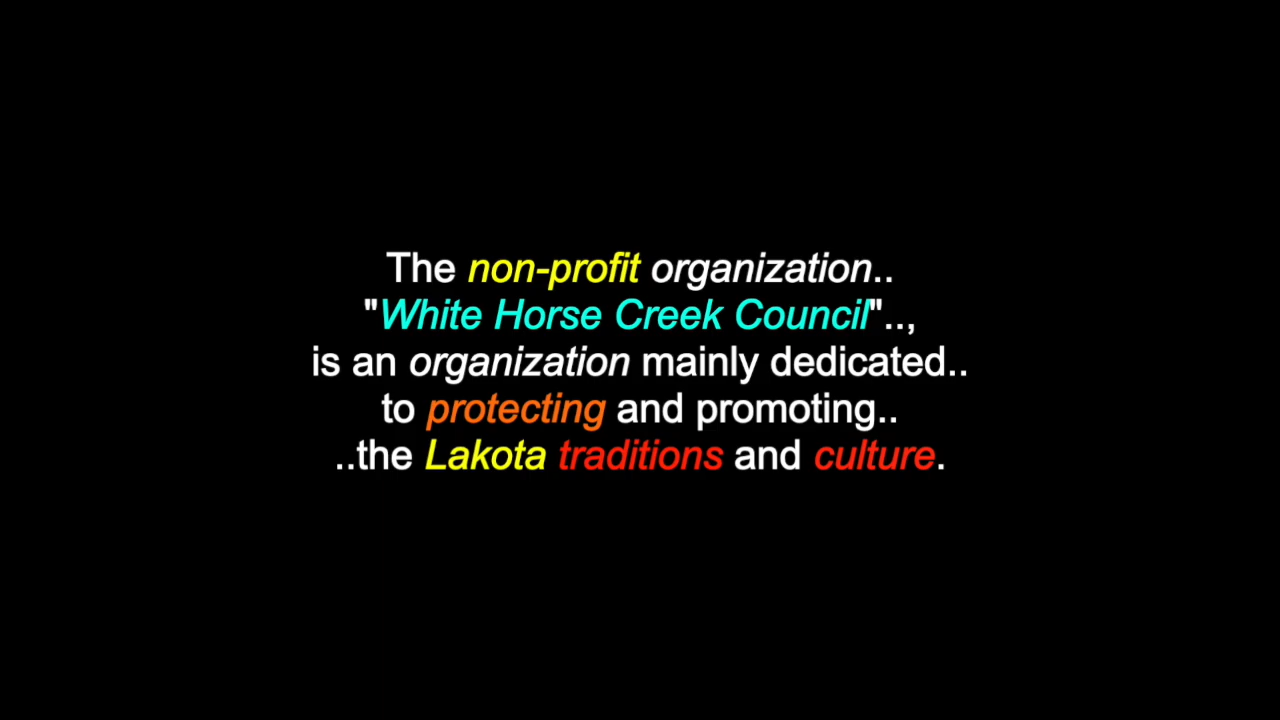 The non-profit organization..
"White Horse Creek Council"..,
is an organization mainly dedicated..
to protecting and promoting..
..the Lakota traditions and culture.